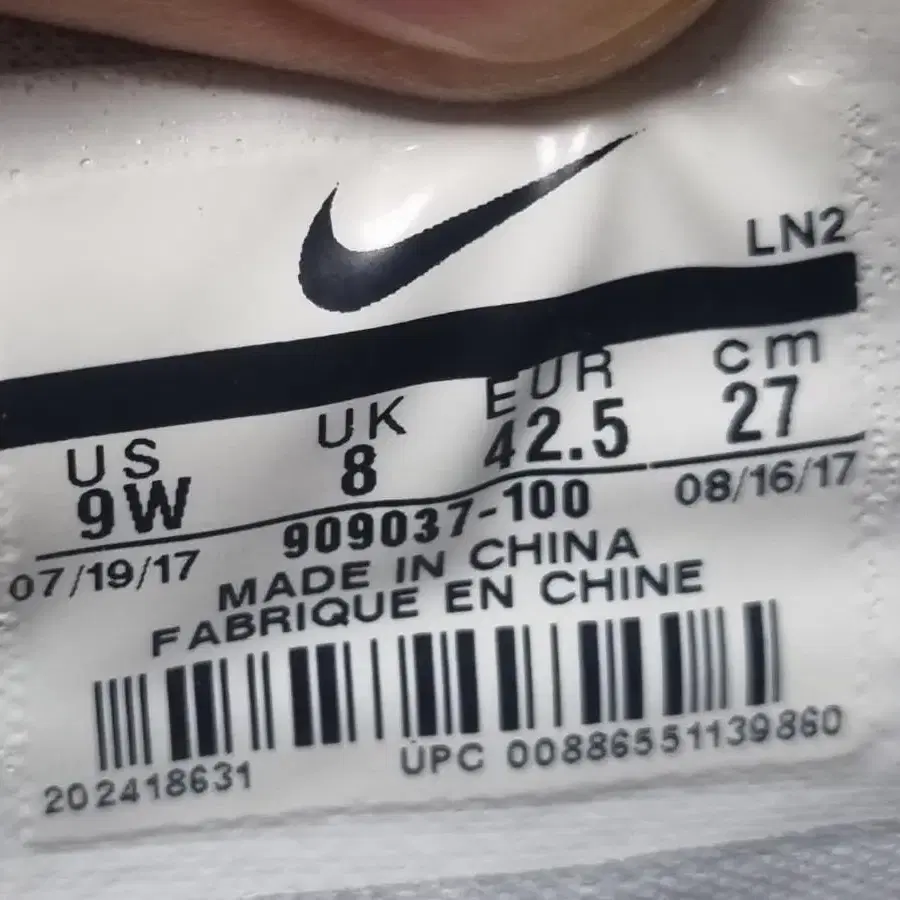 LN2
US UK EUR cm
9W 8 42.5 27
07/19/17 909037-100 08/16/17
MADE IN CHINA
FABRIQUE EN CHINE
202418631 UPC 00886551139860